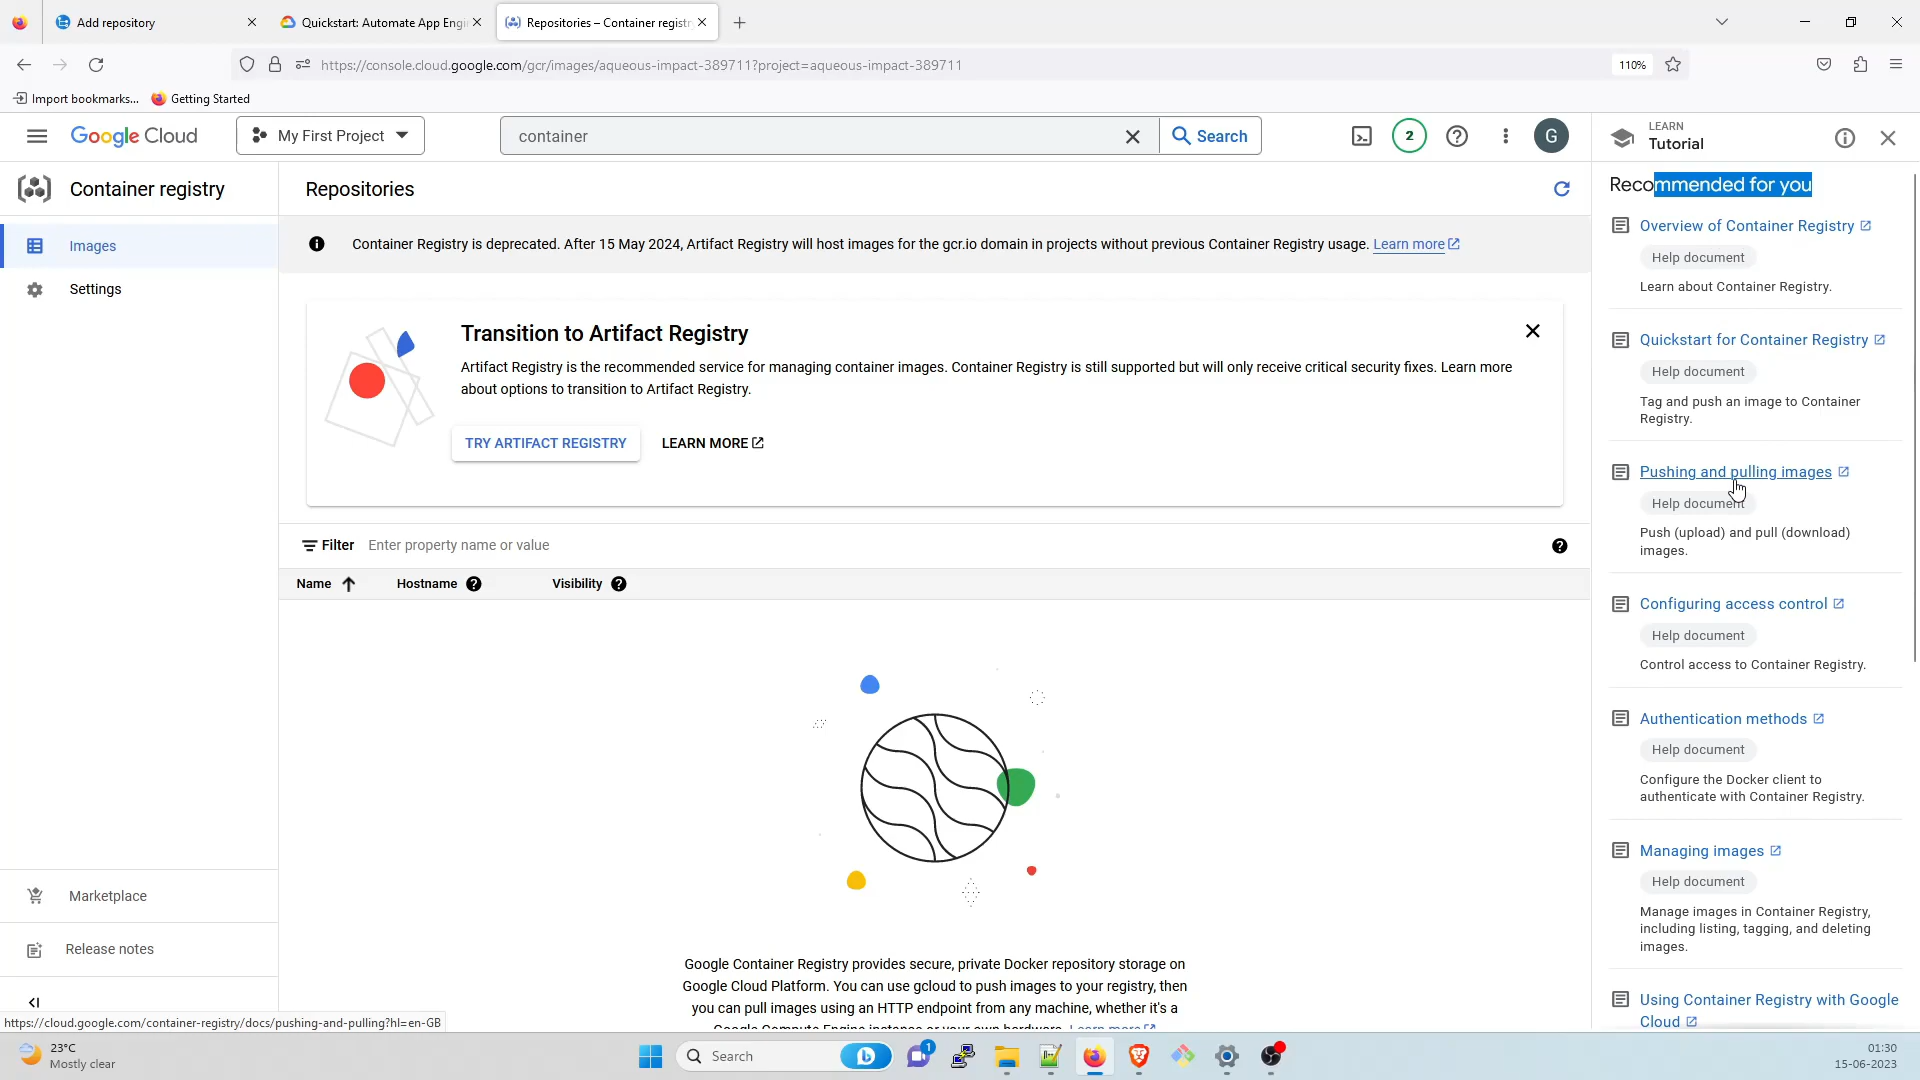 Add repository
Quickstart: Automate App Engi
Repositories – Container registr
https://console.cloud.google.com/gcr/images/aqueous-impact-389711?project=aqueous-impact-389711
110%
Import bookmarks...
Getting Started
Google Cloud
My First Project
container
Search
2
G
LEARN
Tutorial
Container registry
Images
Settings
Marketplace
Release notes
Repositories
Container Registry is deprecated. After 15 May 2024, Artifact Registry will host images for the gcr.io domain in projects without previous Container Registry usage. Learn more
Transition to Artifact Registry
Artifact Registry is the recommended service for managing container images. Container Registry is still supported but will only receive critical security fixes. Learn more
about options to transition to Artifact Registry.
TRY ARTIFACT REGISTRY
LEARN MORE
Filter
Enter property name or value
Name
Hostname
Visibility
Google Container Registry provides secure, private Docker repository storage on
Google Cloud Platform. You can use gcloud to push images to your registry, then
you can pull images using an HTTP endpoint from any machine, whether it's a
Google Compute Engine instance or your own hardware. Learn more
Recommended for you
Overview of Container Registry
Help document
Learn about Container Registry.
Quickstart for Container Registry
Help document
Tag and push an image to Container
Registry.
Pushing and pulling images
Help document
Push (upload) and pull (download)
images.
Configuring access control
Help document
Control access to Container Registry.
Authentication methods
Help document
Configure the Docker client to
authenticate with Container Registry.
Managing images
Help document
Manage images in Container Registry,
including listing, tagging, and deleting
images.
Using Container Registry with Google
Cloud
https://cloud.google.com/container-registry/docs/pushing-and-pulling?hl=en-GB
23°C
Mostly clear
Search
1
01:30
15-06-2023